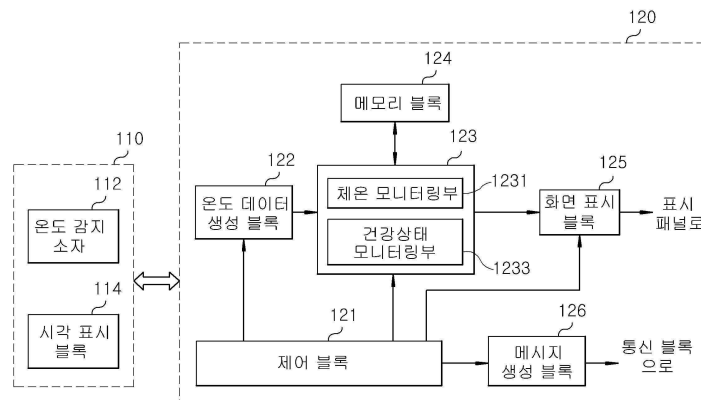 120
124
메모리 블록
110
122
123
125
112
온도 데이터
생성 블록
체온 모니터링부
1231
화면 표시
블록
표시
패널로
온도 감지
소자
건강상태
모니터링부
1233
114
시각 표시
블록
121
제어 블록
126
메시지
생성 블록
통신 블록
으로